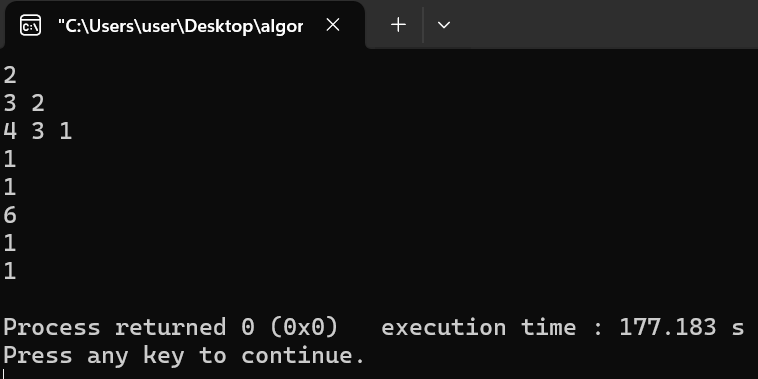 "C:\Users\user\Desktop\algor
2
3 2
4 3 1
1
1
6
1
1
Process returned 0 (0x0)   execution time : 177.183 s
Press any key to continue.